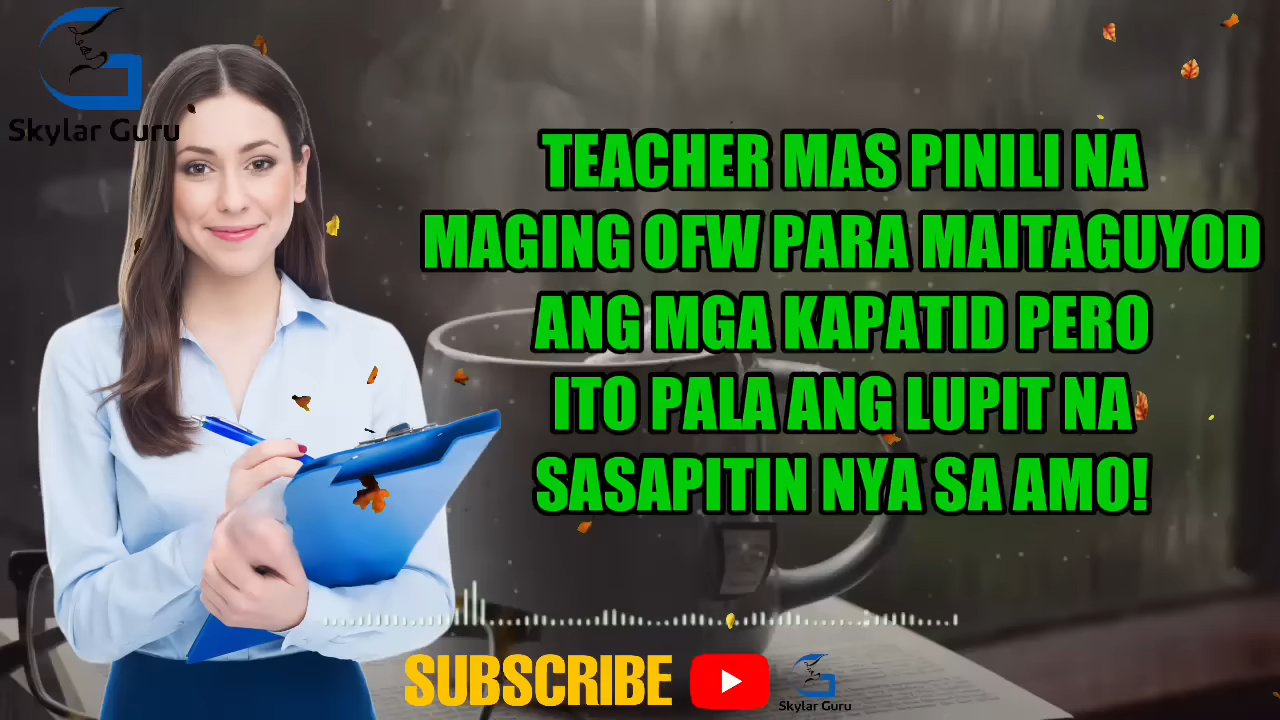 Skylar Guru
TEACHER MAS PINILI NA
MAGING OFW PARA MAITAGUYOD
ANG MGA KAPATID PERO
ITO PALA ANG LUPIT NA
SASAPITIN NYA SA AMO!
SUBSCRIBE
Skylar Guru